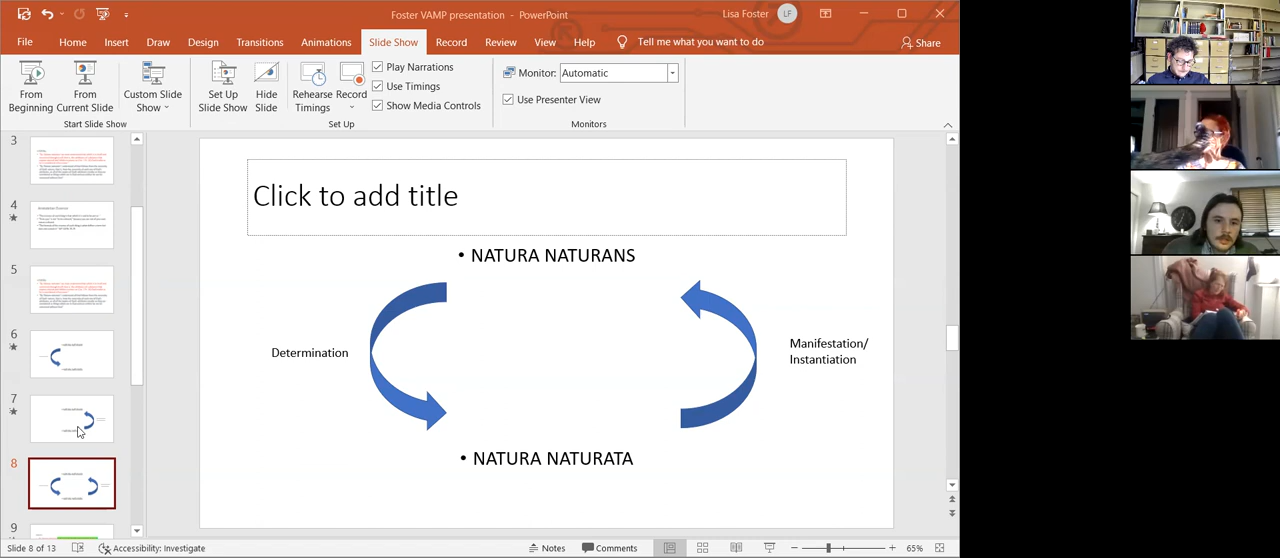 Foster VAMP presentation - PowerPoint
Lisa Foster LF
File Home Insert Draw Design Transitions Animations Slide Show Record Review View Help Tell me what you want to do Share
From Beginning
From Current Slide
Custom Slide Show
Start Slide Show
Set Up Slide Show
Hide Slide
Rehearse Timings
Record
Play Narrations
Use Timings
Show Media Controls
Set Up
Monitor: Automatic
Use Presenter View
Monitors
3
4
5
6
7
8
9
Click to add title
• NATURA NATURANS
Determination
Manifestation/
Instantiation
• NATURA NATURATA
Slide 8 of 13 Accessibility: Investigate Notes Comments 65%